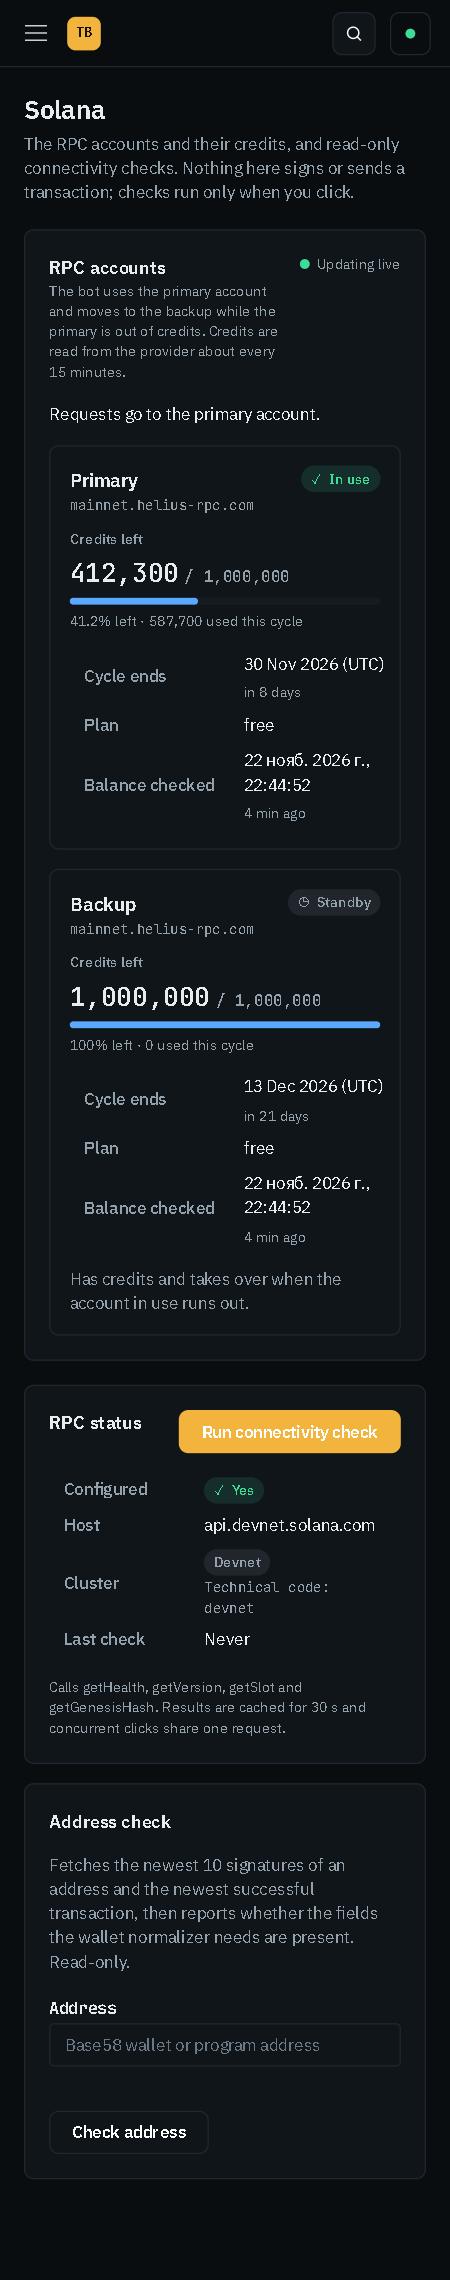 TB
Solana
The RPC accounts and their credits, and read-only
connectivity checks. Nothing here signs or sends a
transaction; checks run only when you click.
RPC accounts
Updating live
The bot uses the primary account
and moves to the backup while the
primary is out of credits. Credits are
read from the provider about every
15 minutes.
Requests go to the primary account.
Primary
✓ In use
mainnet.helius-rpc.com
Credits left
412,300 / 1,000,000
41.2% left · 587,700 used this cycle
Cycle ends
30 Nov 2026 (UTC)
in 8 days
Plan
free
Balance checked
22 нояб. 2026 г.,
22:44:52
4 min ago
Backup
Standby
mainnet.helius-rpc.com
Credits left
1,000,000 / 1,000,000
100% left · 0 used this cycle
Cycle ends
13 Dec 2026 (UTC)
in 21 days
Plan
free
Balance checked
22 нояб. 2026 г.,
22:44:52
4 min ago
Has credits and takes over when the
account in use runs out.
RPC status
Run connectivity check
Configured
✓ Yes
Host
api.devnet.solana.com
Cluster
Devnet
Technical code:
devnet
Last check
Never
Calls getHealth, getVersion, getSlot and
getGenesisHash. Results are cached for 30 s and
concurrent clicks share one request.
Address check
Fetches the newest 10 signatures of an
address and the newest successful
transaction, then reports whether the fields
the wallet normalizer needs are present.
Read-only.
Address
Base58 wallet or program address
Check address